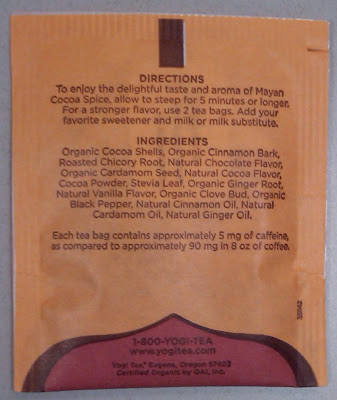 DIRECTIONS
To enjoy the delightful taste and aroma of Mayan
Cocoa Spice, allow to steep for 5 minutes or longer.
For a stronger flavor, use 2 tea bags. Add your
favorite sweetener and milk or milk substitute.
INGREDIENTS
Organic Cocoa Shells, Organic Cinnamon Bark,
Roasted Chicory Root, Natural Chocolate Flavor,
Organic Cardamom Seed, Natural Cocoa Flavor,
Cocoa Powder, Stevia Leaf, Organic Ginger Root,
Natural Vanilla Flavor, Organic Clove Bud, Organic
Black Pepper, Natural Cinnamon Oil, Natural
Cardamom Oil, Natural Ginger Oil.
Each tea bag contains approximately 5 mg of caffeine,
as compared to approximately 90 mg in 8 oz of coffee.
1-800-YOGI-TEA
www.yogitea.com
Yogi Tea,® Eugene, Oregon 97402
Certified Organic by QAI, Inc.